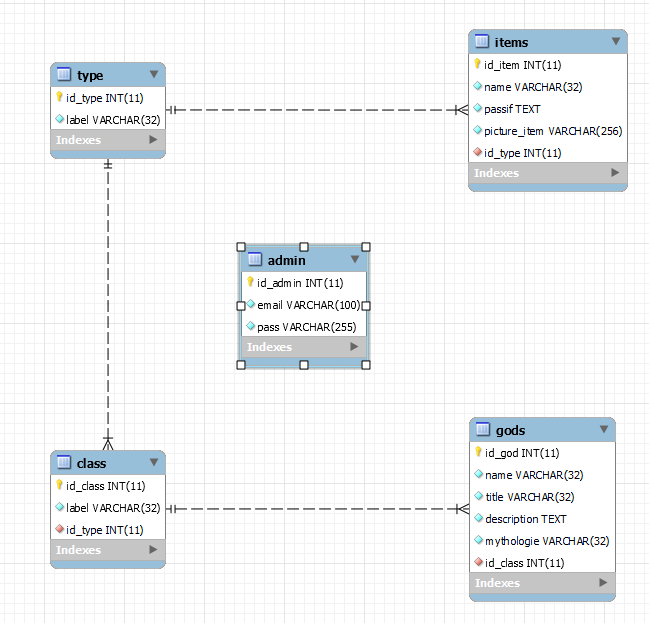 type
id_type INT(11)
label VARCHAR(32)
Indexes
items
id_item INT(11)
name VARCHAR(32)
passif TEXT
picture_item VARCHAR(256)
id_type INT(11)
Indexes
admin
id_admin INT(11)
email VARCHAR(100)
pass VARCHAR(255)
Indexes
class
id_class INT(11)
label VARCHAR(32)
id_type INT(11)
Indexes
gods
id_god INT(11)
name VARCHAR(32)
title VARCHAR(32)
description TEXT
mythologie VARCHAR(32)
id_class INT(11)
Indexes